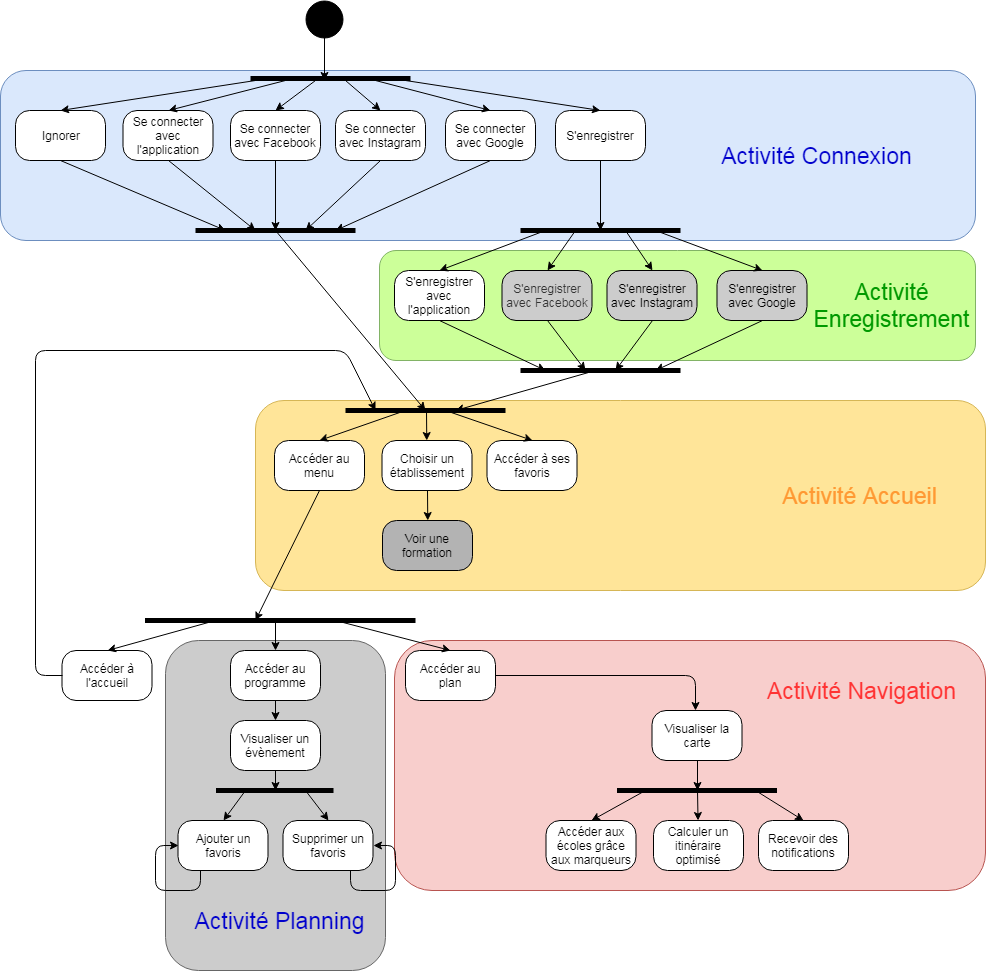 Ignorer
Se connecter
avec
l'application
Se connecter
avec Facebook
Se connecter
avec Instagram
Se connecter
avec Google
S'enregistrer
Activité Connexion
S'enregistrer
avec
l'application
S'enregistrer
avec Facebook
S'enregistrer
avec Instagram
S'enregistrer
avec Google
Activité
Enregistrement
Accéder au
menu
Choisir un
établissement
Accéder à ses
favoris
Activité Accueil
Voir une
formation
Accéder à
l'accueil
Accéder au
programme
Accéder au
plan
Activité Navigation
Visualiser un
évènement
Visualiser la
carte
Ajouter un
favoris
Supprimer un
favoris
Accéder aux
écoles grâce
aux marqueurs
Calculer un
itinéraire
optimisé
Recevoir des
notifications
Activité Planning